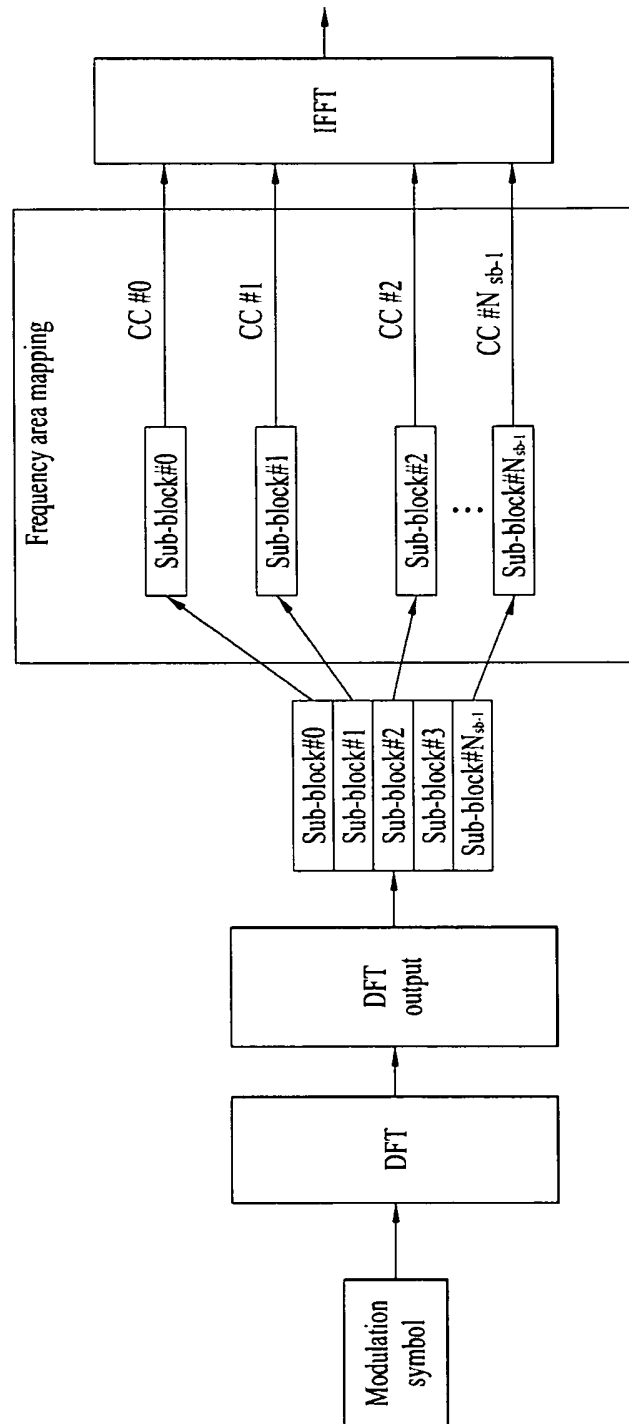 Modulation
symbol
DFT
DFT
output
Sub-block#0
Sub-block#1
Sub-block#2
Sub-block#3
Sub-block#Nsb-1
Frequency area mapping
Sub-block#0
Sub-block#1
Sub-block#2
...
Sub-block#Nsb-1
CC #0
CC #1
CC #2
CC #N sb-1
IFFT